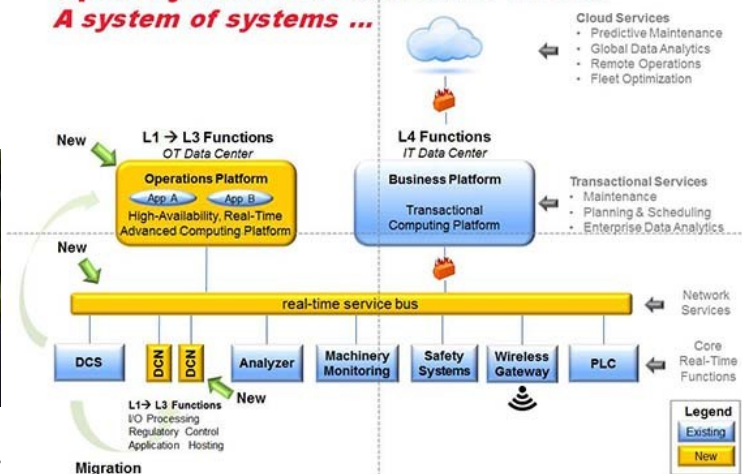 A system of systems ...
Cloud Services
• Predictive Maintenance
• Global Data Analytics
• Remote Operations
• Fleet Optimization
New
L1 → L3 Functions
OT Data Center
Operations Platform
App A
App B
High-Availability, Real-Time
Advanced Computing Platform
L4 Functions
IT Data Center
Business Platform
Transactional
Computing Platform
Transactional Services
• Maintenance
• Planning & Scheduling
• Enterprise Data Analytics
New
real-time service bus
Network
Services
DCS
DCN
DCN
Analyzer
Machinery
Monitoring
Safety
Systems
Wireless
Gateway
PLC
Core
Real-Time
Functions
New
L1→ L3 Functions
I/O Processing
Regulatory Control
Application Hosting
Migration
Legend
Existing
New